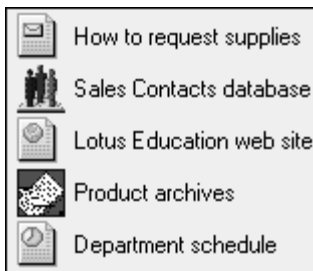 How to request supplies
Sales Contacts database
Lotus Education web site
Product archives
Department schedule